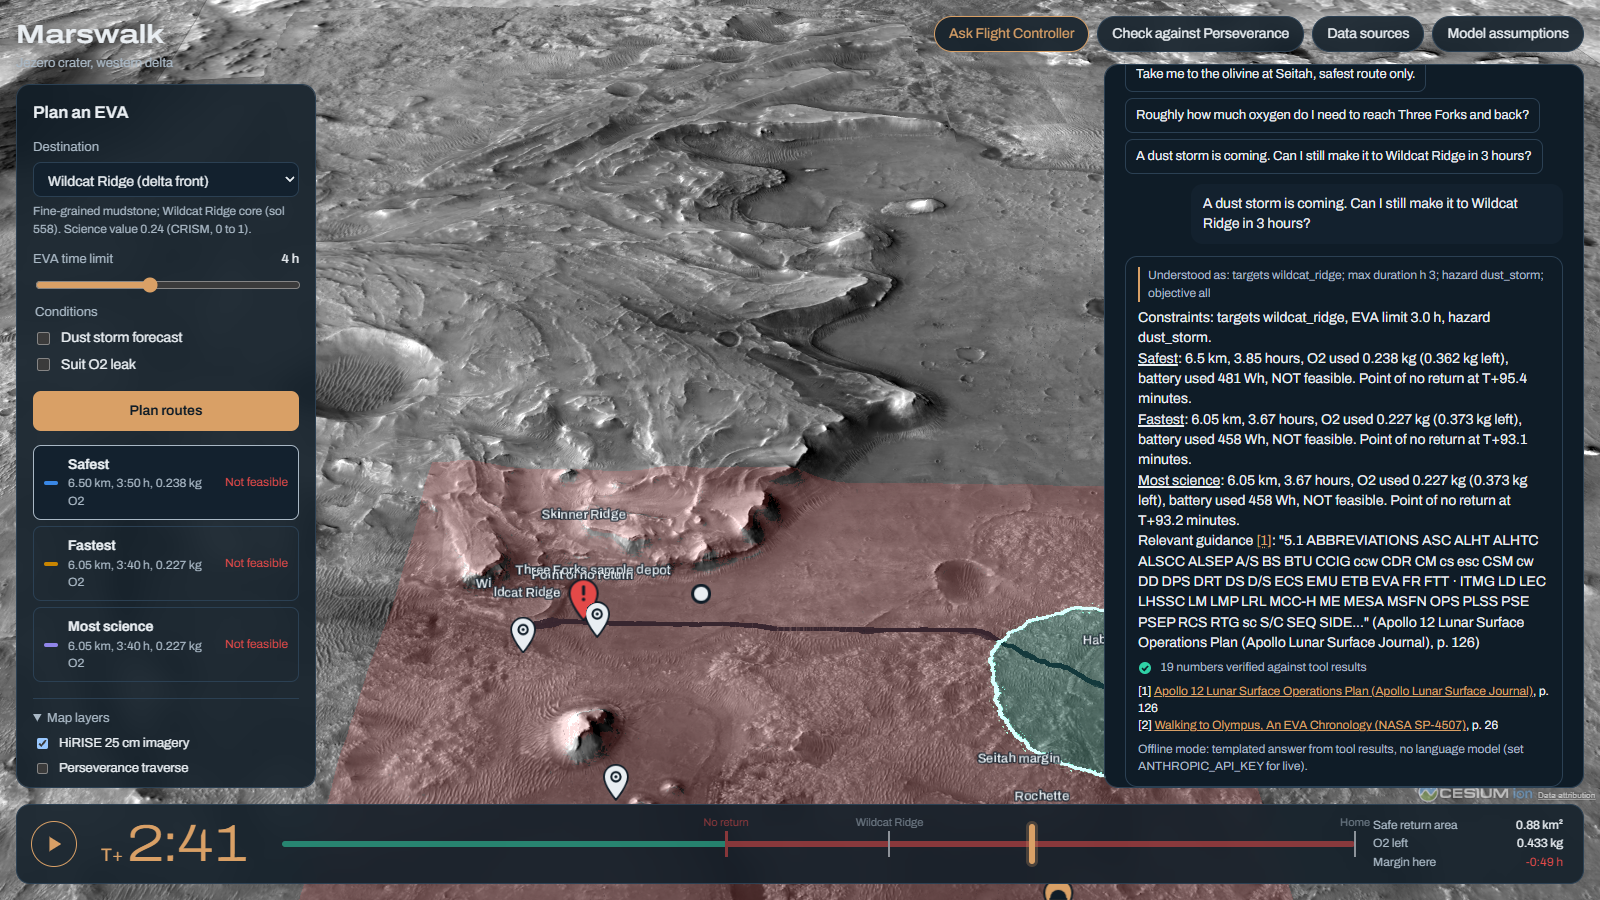 Marswalk
Jezero crater, western delta
Ask Flight Controller
Check against Perseverance
Data sources
Model assumptions
Plan an EVA
Destination
Wildcat Ridge (delta front)
Fine-grained mudstone; Wildcat Ridge core (sol
558). Science value 0.24 (CRISM, 0 to 1).
EVA time limit 4 h
Conditions
Dust storm forecast
Suit O2 leak
Plan routes
Safest
6.50 km, 3:50 h, 0.238 kg
O2
Not feasible
Fastest
6.05 km, 3:40 h, 0.227 kg
O2
Not feasible
Most science
6.05 km, 3:40 h, 0.227 kg
O2
Not feasible
▼ Map layers
HiRISE 25 cm imagery
Perseverance traverse
Skinner Ridge
Three Forks sample depot
Point of no return
Wi
ldcat Ridge
Hab
Seitah margin
Rochette
Take me to the olivine at Seitah, safest route only.
Roughly how much oxygen do I need to reach Three Forks and back?
A dust storm is coming. Can I still make it to Wildcat Ridge in 3 hours?
A dust storm is coming. Can I still make it to Wildcat
Ridge in 3 hours?
Understood as: targets wildcat_ridge; max duration h 3; hazard dust_storm;
objective all
Constraints: targets wildcat_ridge, EVA limit 3.0 h, hazard
dust_storm.
Safest: 6.5 km, 3.85 hours, O2 used 0.238 kg (0.362 kg left),
battery used 481 Wh, NOT feasible. Point of no return at T+95.4
minutes.
Fastest: 6.05 km, 3.67 hours, O2 used 0.227 kg (0.373 kg left),
battery used 458 Wh, NOT feasible. Point of no return at T+93.1
minutes.
Most science: 6.05 km, 3.67 hours, O2 used 0.227 kg (0.373 kg
left), battery used 458 Wh, NOT feasible. Point of no return at
T+93.2 minutes.
Relevant guidance [1]: "5.1 ABBREVIATIONS ASC ALHT ALHTC
ALSCC ALSEP A/S BS BTU CCIG ccw CDR CM cs esc CSM cw
DD DPS DRT DS D/S ECS EMU ETB EVA FR FTT · ITMG LD LEC
LHSSC LM LMP LRL MCC-H ME MESA MSFN OPS PLSS PSE
PSEP RCS RTG sc S/C SEQ SIDE..." (Apollo 12 Lunar Surface
Operations Plan (Apollo Lunar Surface Journal), p. 126)
19 numbers verified against tool results
[1] Apollo 12 Lunar Surface Operations Plan (Apollo Lunar Surface Journal), p.
126
[2] Walking to Olympus, An EVA Chronology (NASA SP-4507), p. 26
Offline mode: templated answer from tool results, no language model (set
ANTHROPIC_API_KEY for live).
CESIUM ion Data attribution
T+ 2:41
No return
Wildcat Ridge
Home
Safe return area 0.88 km²
O2 left 0.433 kg
Margin here -0:49 h